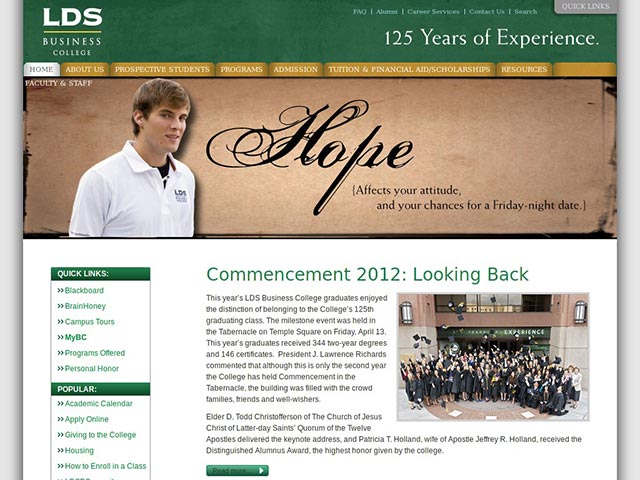 LDS
BUSINESS
COLLEGE
FAQ | Alumni | Career Services | Contact Us | Search
QUICK LINKS
125 Years of Experience.
HOME ABOUT US PROSPECTIVE STUDENTS PROGRAMS ADMISSION TUITION & FINANCIAL AID/SCHOLARSHIPS RESOURCES
FACULTY & STAFF
LDS
Hope
{Affects your attitude,
and your chances for a Friday-night date.}
QUICK LINKS:
Blackboard
BrainHoney
Campus Tours
MyBC
Programs Offered
Personal Honor
POPULAR:
Academic Calendar
Apply Online
Giving to the College
Housing
How to Enroll in a Class
Commencement 2012: Looking Back
This year's LDS Business College graduates enjoyed
the distinction of belonging to the College's 125th
graduating class. The milestone event was held in
the Tabernacle on Temple Square on Friday, April 13.
This year's graduates received 344 two-year degrees
and 146 certificates. President J. Lawrence Richards
commented that although this is only the second year
the College has held Commencement in the
Tabernacle, the building was filled with the crowd
families, friends and well-wishers.
EXPERIENCE
Elder D. Todd Christofferson of The Church of Jesus
Christ of Latter-day Saints' Quorum of the Twelve
Apostles delivered the keynote address, and Patricia T. Holland, wife of Apostle Jeffrey R. Holland, received the
Distinguished Alumnus Award, the highest honor given by the college.
Read more...